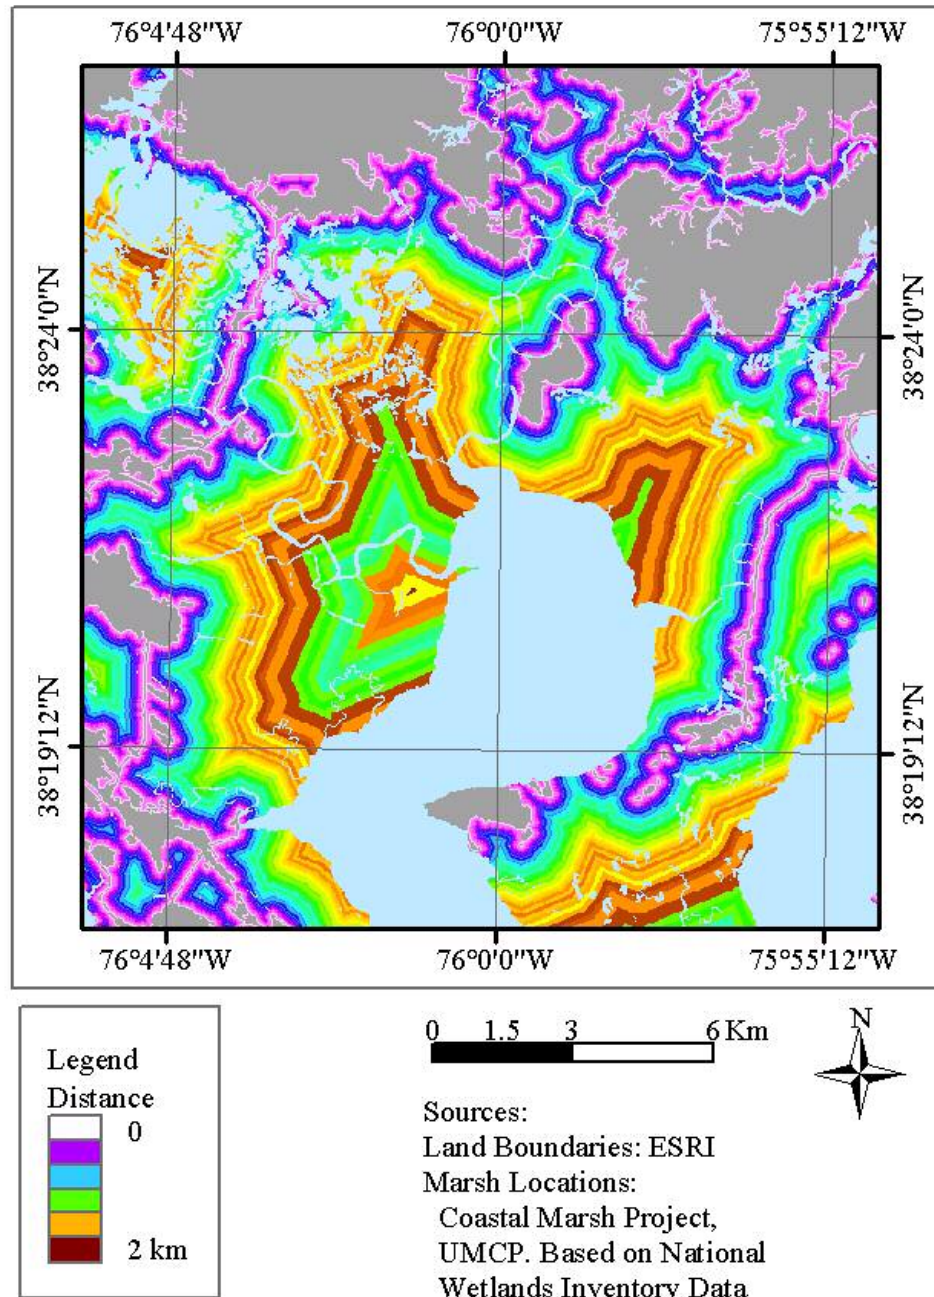 76°4'48"W 76°0'0"W 75°55'12"W
38°24'0"N 38°24'0"N
38°19'12"N 38°19'12"N
76°4'48"W 76°0'0"W 75°55'12"W
Legend
Distance
0
2 km
0 1.5 3 6 Km
N
Sources:
Land Boundaries: ESRI
Marsh Locations:
Coastal Marsh Project,
UMCP. Based on National
Wetlands Inventory Data